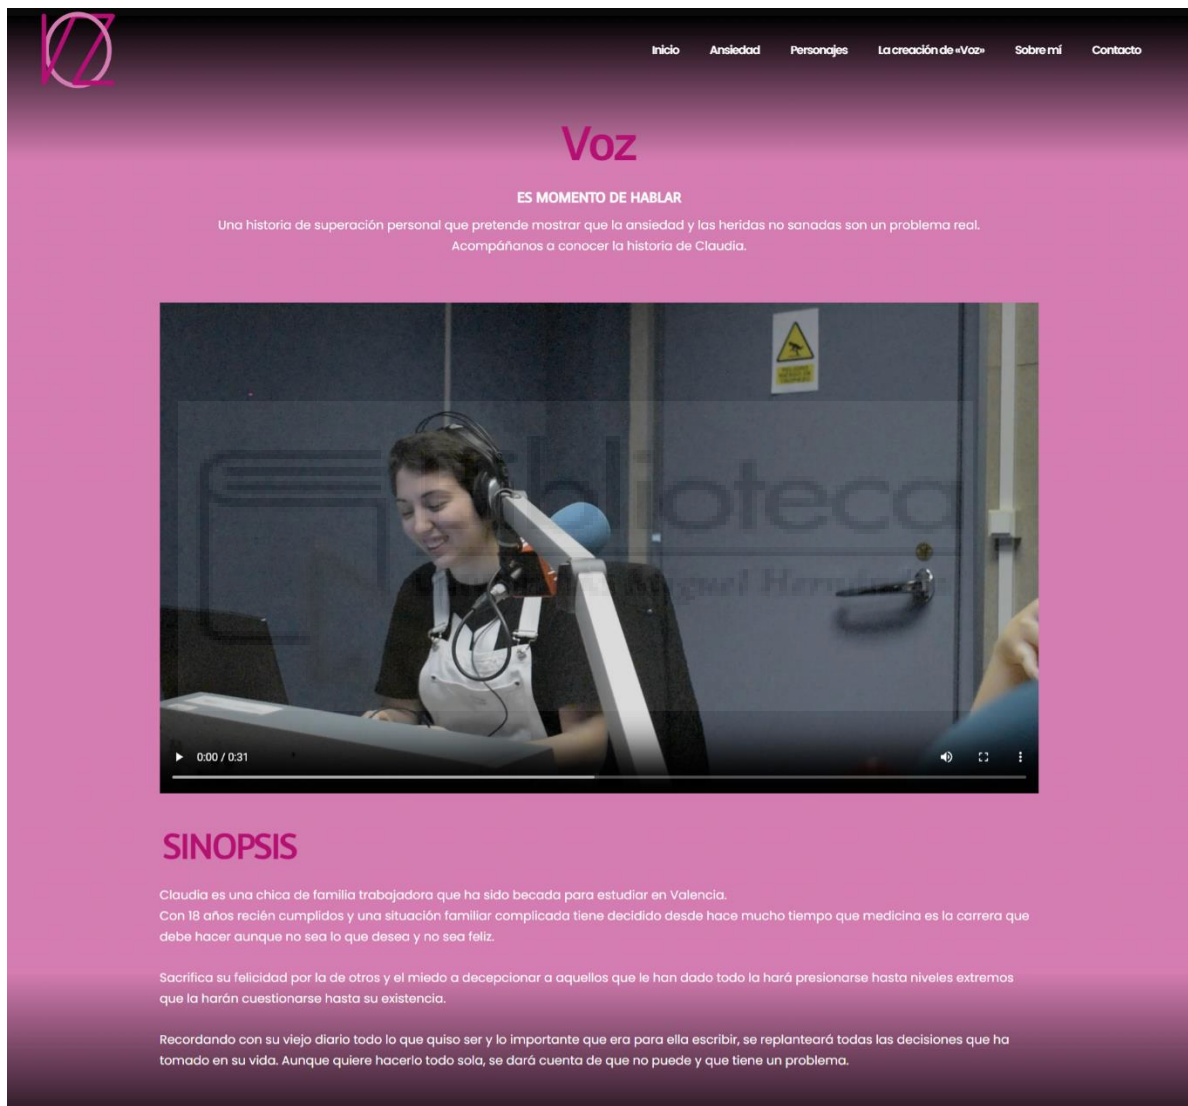 VOZ
Inicio Ansiedad Personajes La creación de «Voz» Sobre mí Contacto
Voz
ES MOMENTO DE HABLAR
Una historia de superación personal que pretende mostrar que la ansiedad y las heridas no sanadas son un problema real.
Acompáñanos a conocer la historia de Claudia.
Biblioteca
0:00 / 0:31
SINOPSIS
Claudia es una chica de familia trabajadora que ha sido becada para estudiar en Valencia.
Con 18 años recién cumplidos y una situación familiar complicada tiene decidido desde hace mucho tiempo que medicina es la carrera que
debe hacer aunque no sea lo que desea y no sea feliz.
Sacrifica su felicidad por la de otros y el miedo a decepcionar a aquellos que le han dado todo la hará presionarse hasta niveles extremos
que la harán cuestionarse hasta su existencia.
Recordando con su viejo diario todo lo que quiso ser y lo importante que era para ella escribir, se replanteará todas las decisiones que ha
tomado en su vida. Aunque quiere hacerlo todo sola, se dará cuenta de que no puede y que tiene un problema.